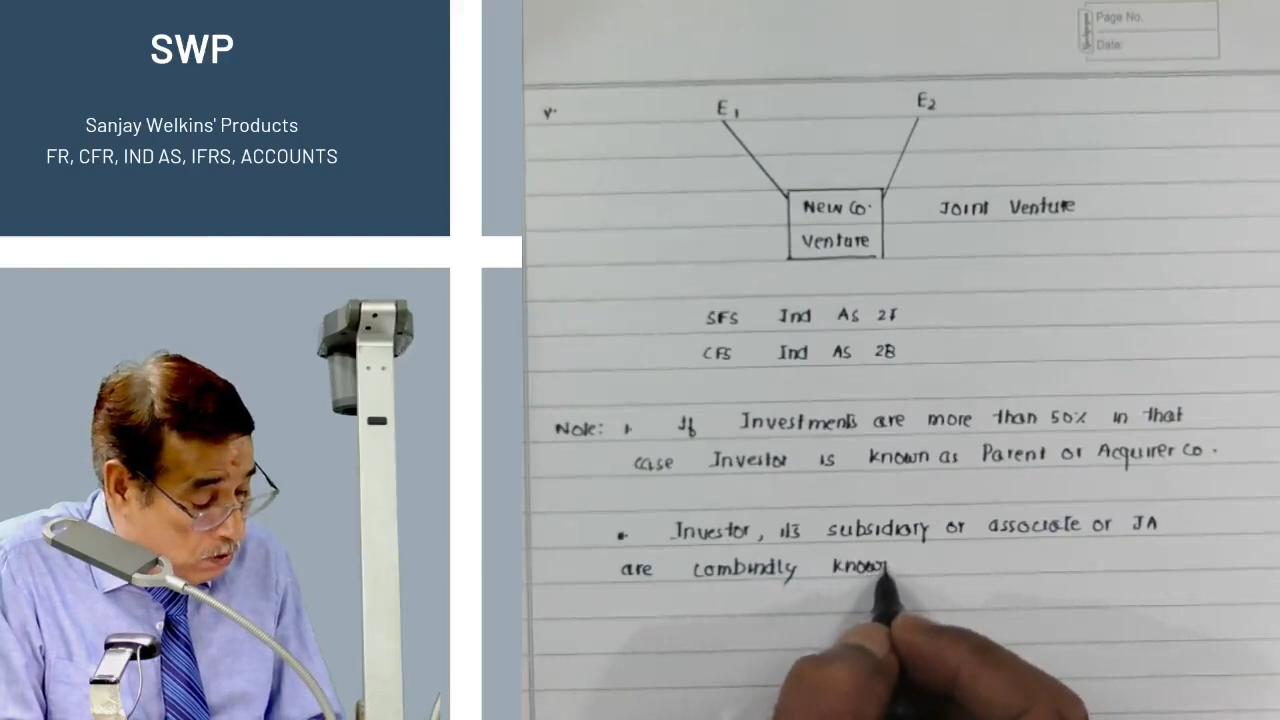 SWP
Sanjay Welkins' Products
FR, CFR, IND AS, IFRS, ACCOUNTS
Page No.
Date:
v.
E1
E2
New Co.
Venture
Joint Venture
SFS Ind AS 27
CFS Ind AS 28
Note: 1. If Investments are more than 50% in that
case Investor is known as Parent or Acquirer Co.
• Investor, its subsidiary or associate or JA
are combindly known